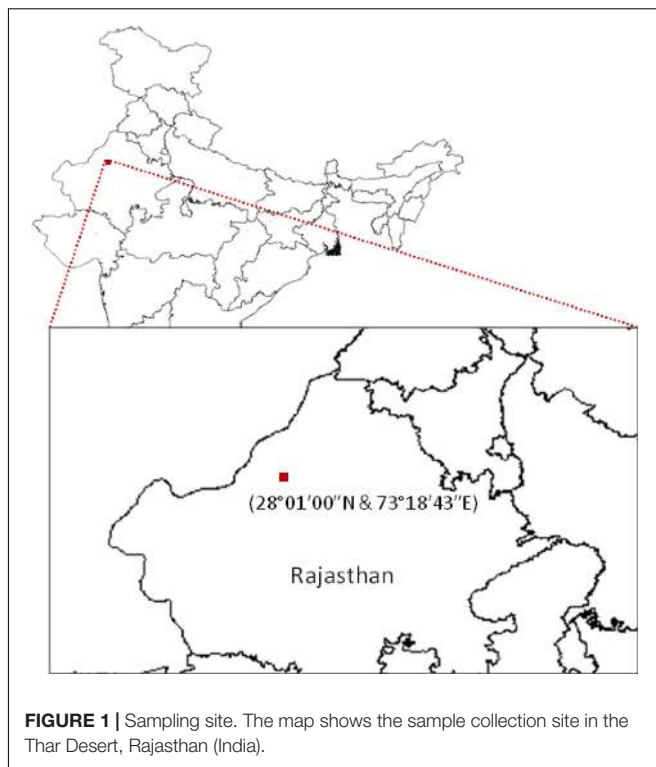 (28°01′00″N & 73°18′43″E)
Rajasthan
FIGURE 1 | Sampling site. The map shows the sample collection site in the
Thar Desert, Rajasthan (India).